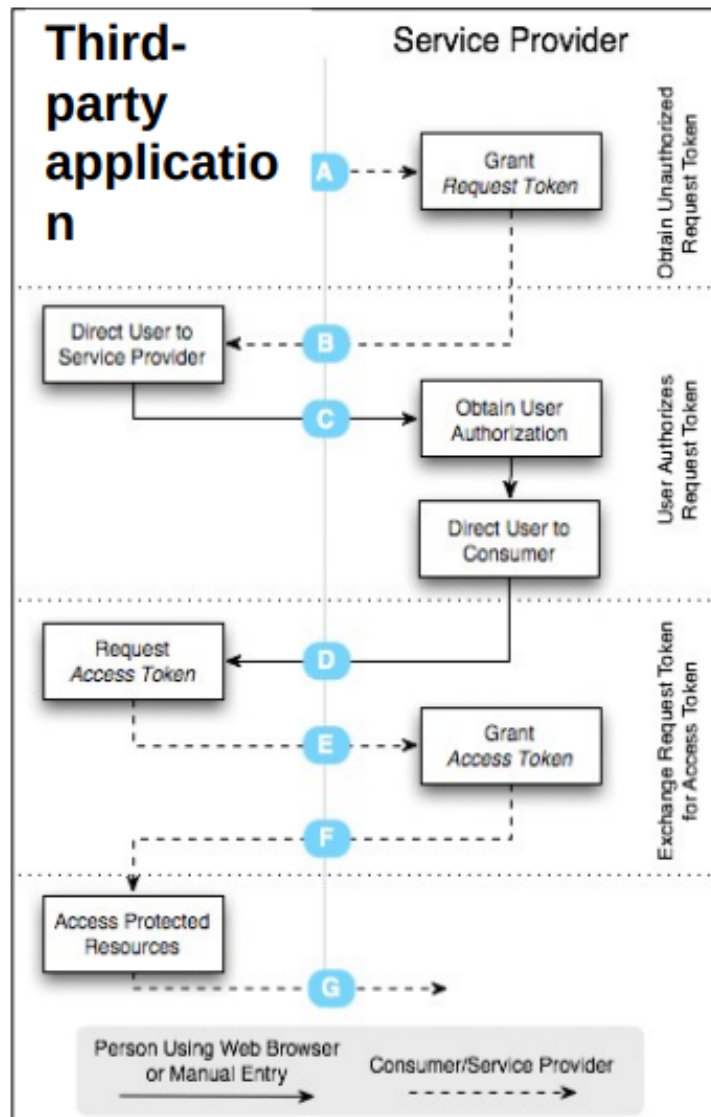 Third-
party
applicatio
n
Service Provider
A
Grant
Request Token
Obtain Unauthorized
Request Token
Direct User to
Service Provider
B
C
Obtain User
Authorization
Direct User to
Consumer
User Authorizes
Request Token
Request
Access Token
D
E
Grant
Access Token
F
Exchange Request Token
for Access Token
Access Protected
Resources
G
Person Using Web Browser
or Manual Entry
Consumer/Service Provider